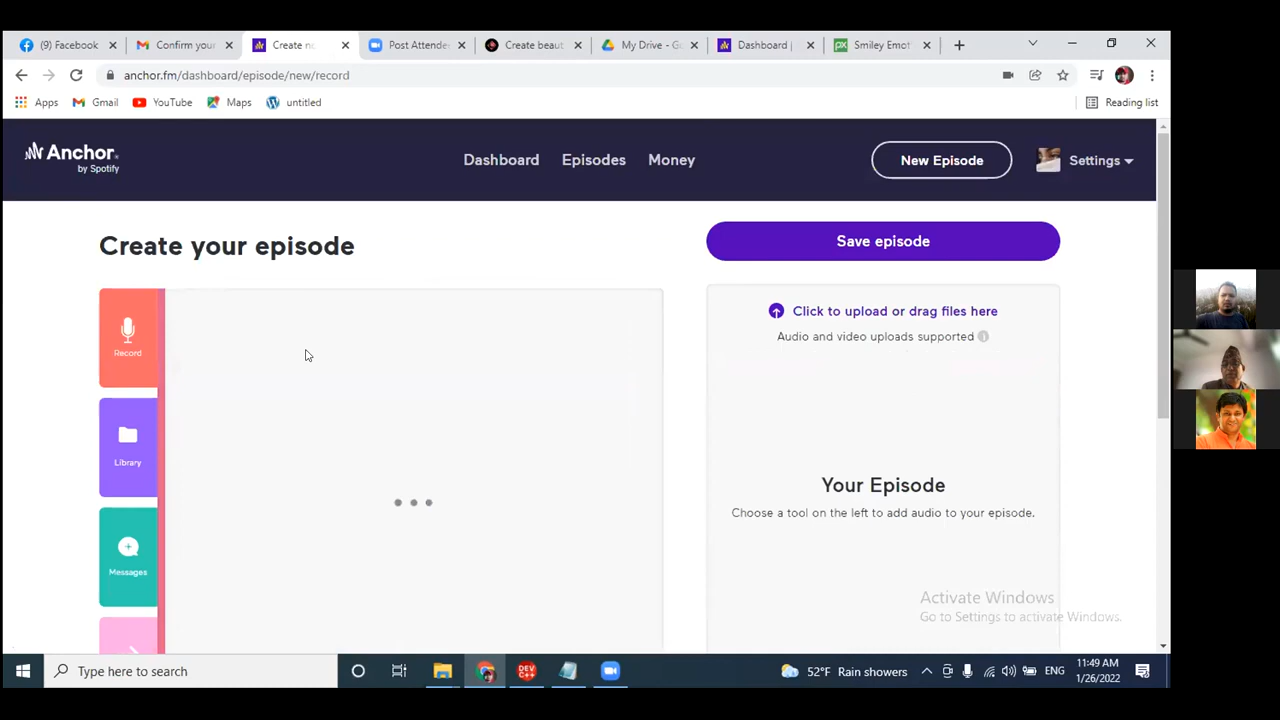 (9) Facebook
Confirm your
Create n
Post Attende
Create beaut
My Drive - G
Dashboard
Smiley Emot
anchor.fm/dashboard/episode/new/record
Apps
Gmail
YouTube
Maps
untitled
Reading list
Anchor
by Spotify
Dashboard
Episodes
Money
New Episode
Settings
Create your episode
Save episode
Record
Library
Messages
Click to upload or drag files here
Audio and video uploads supported
Your Episode
Choose a tool on the left to add audio to your episode.
Activate Windows
Go to Settings to activate Windows.
Type here to search
DEV
C++
52°F Rain showers
ENG
11:49 AM
1/26/2022